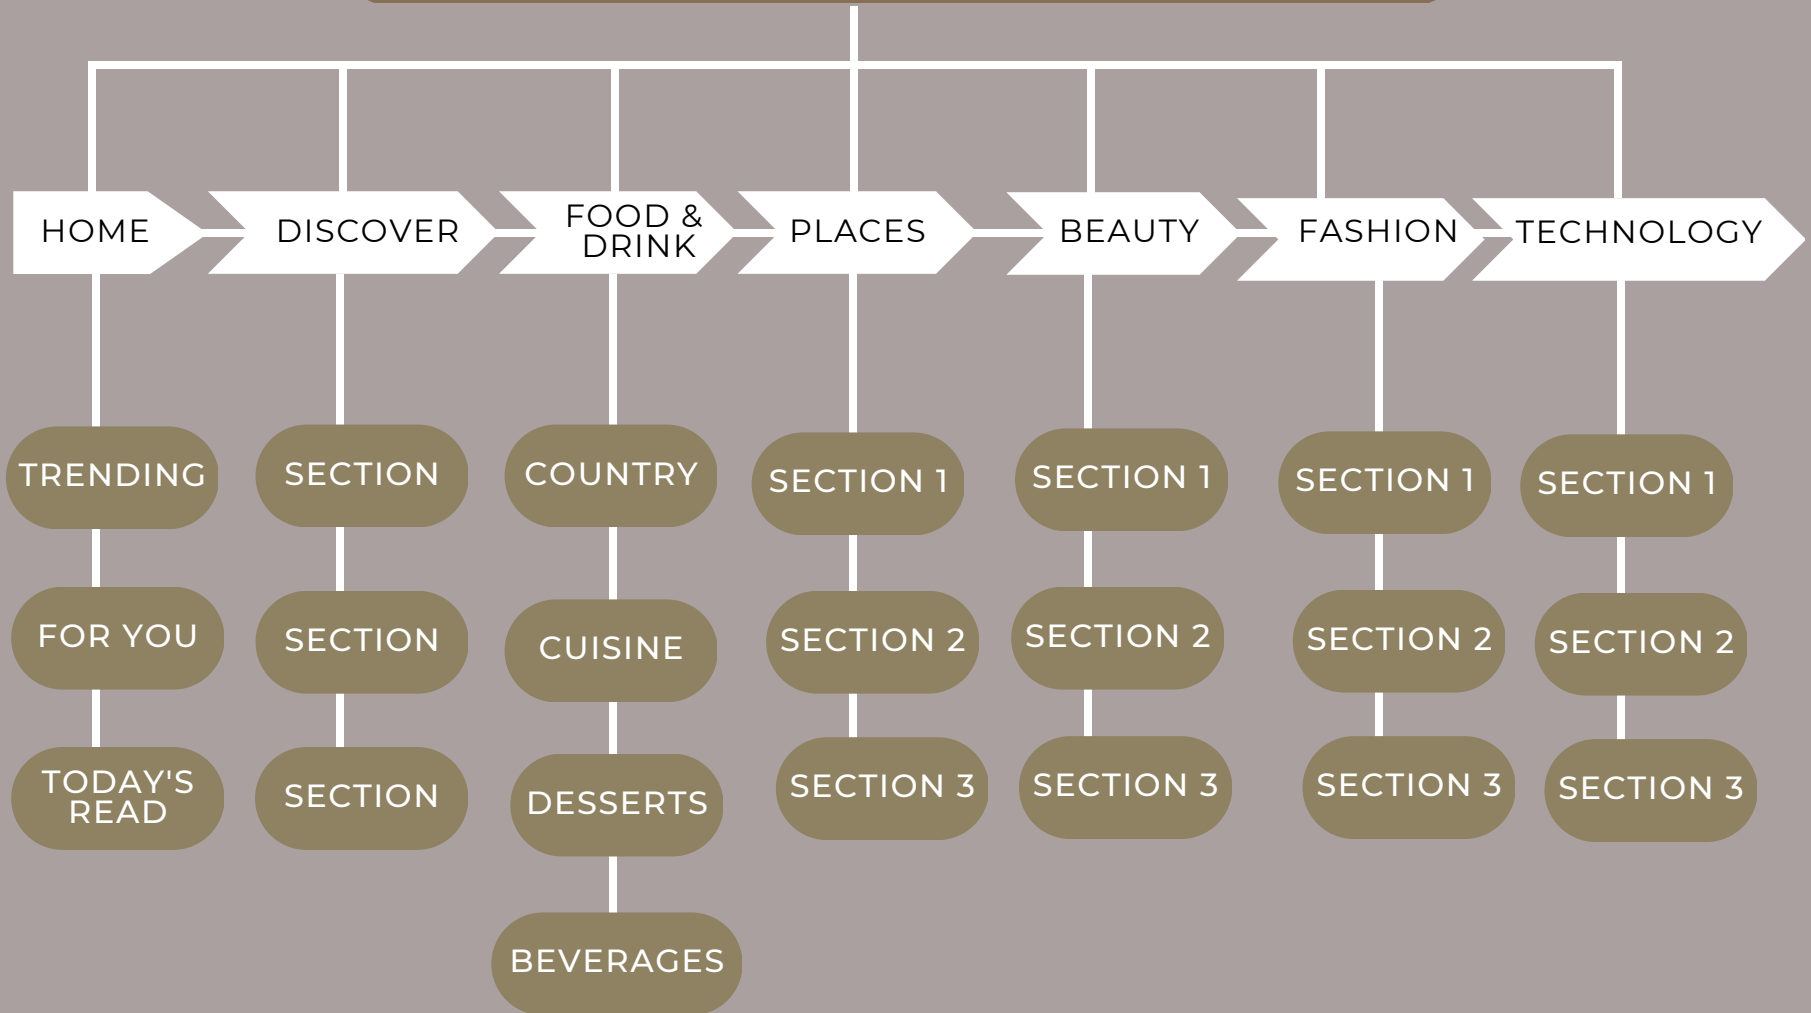 HOME
DISCOVER
FOOD &
DRINK
PLACES
BEAUTY
FASHION
TECHNOLOGY
TRENDING
FOR YOU
TODAY'S
READ
SECTION
SECTION
SECTION
COUNTRY
CUISINE
DESSERTS
BEVERAGES
SECTION 1
SECTION 2
SECTION 3
SECTION 1
SECTION 2
SECTION 3
SECTION 1
SECTION 2
SECTION 3
SECTION 1
SECTION 2
SECTION 3